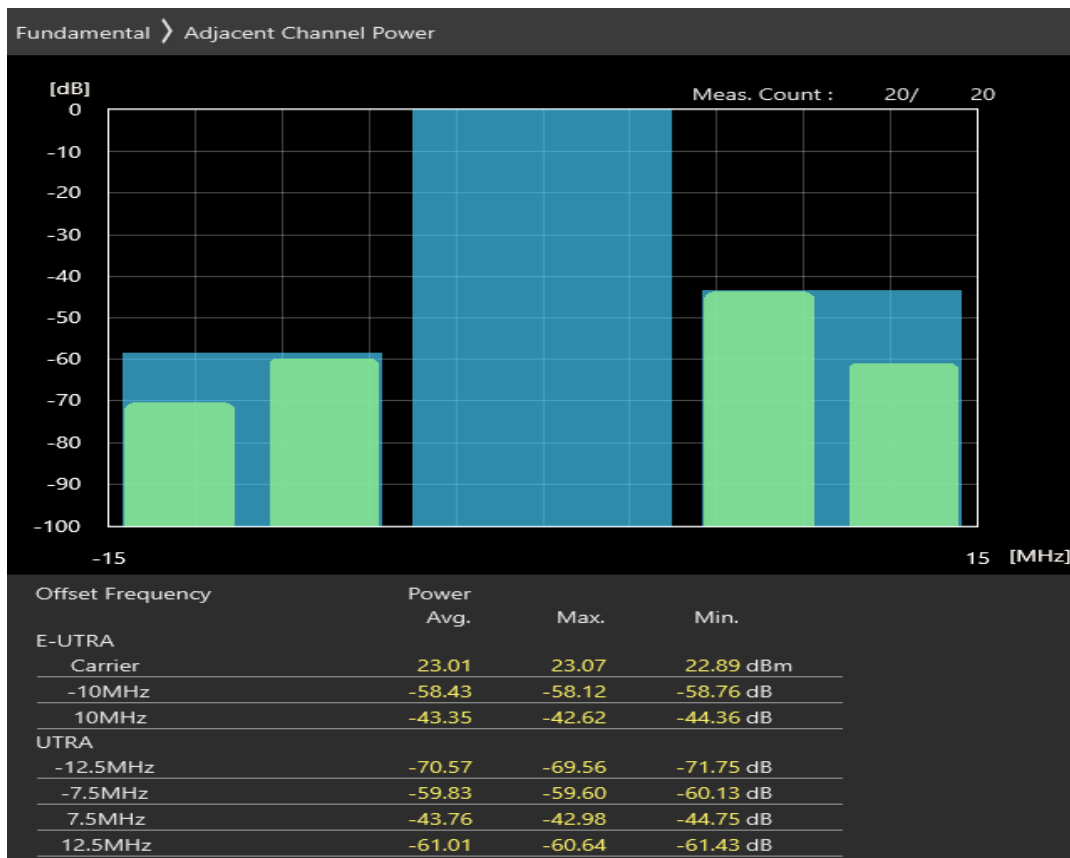 Fundamental 〉 Adjacent Channel Power
[dB]
Meas. Count : 20/ 20
0
-10
-20
-30
-40
-50
-60
-70
-80
-90
-100
-15 15 [MHz]
Offset Frequency Power
Avg. Max. Min.
E-UTRA
Carrier 23.01 23.07 22.89 dBm
-10MHz -58.43 -58.12 -58.76 dB
10MHz -43.35 -42.62 -44.36 dB
UTRA
-12.5MHz -70.57 -69.56 -71.75 dB
-7.5MHz -59.83 -59.60 -60.13 dB
7.5MHz -43.76 -42.98 -44.75 dB
12.5MHz -61.01 -60.64 -61.43 dB